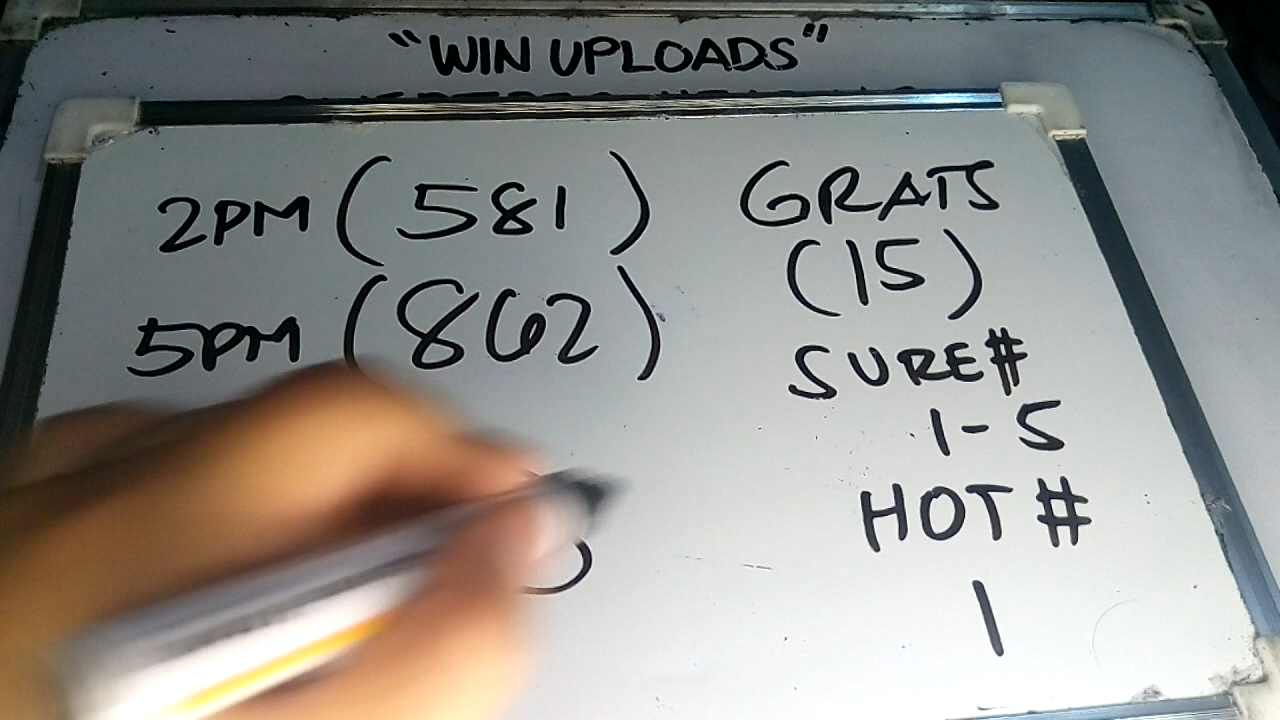 “WIN UPLOADS”
2PM (581)
5PM (862)
GRATS
(15)
SURE#
1-5
HOT #
1